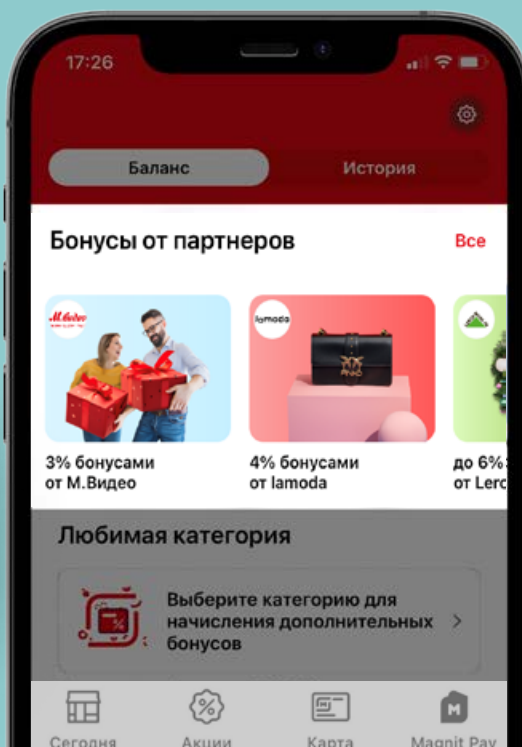 17:26
Баланс
История
Бонусы от партнеров
Все
М.Видео
lamoda
3% бонусами
от М.Видео
4% бонусами
от lamoda
до 6%
от Lero
Любимая категория
Выберите категорию для
начисления дополнительных
бонусов
Сегодня
Акции
Карта
Magnit Pay